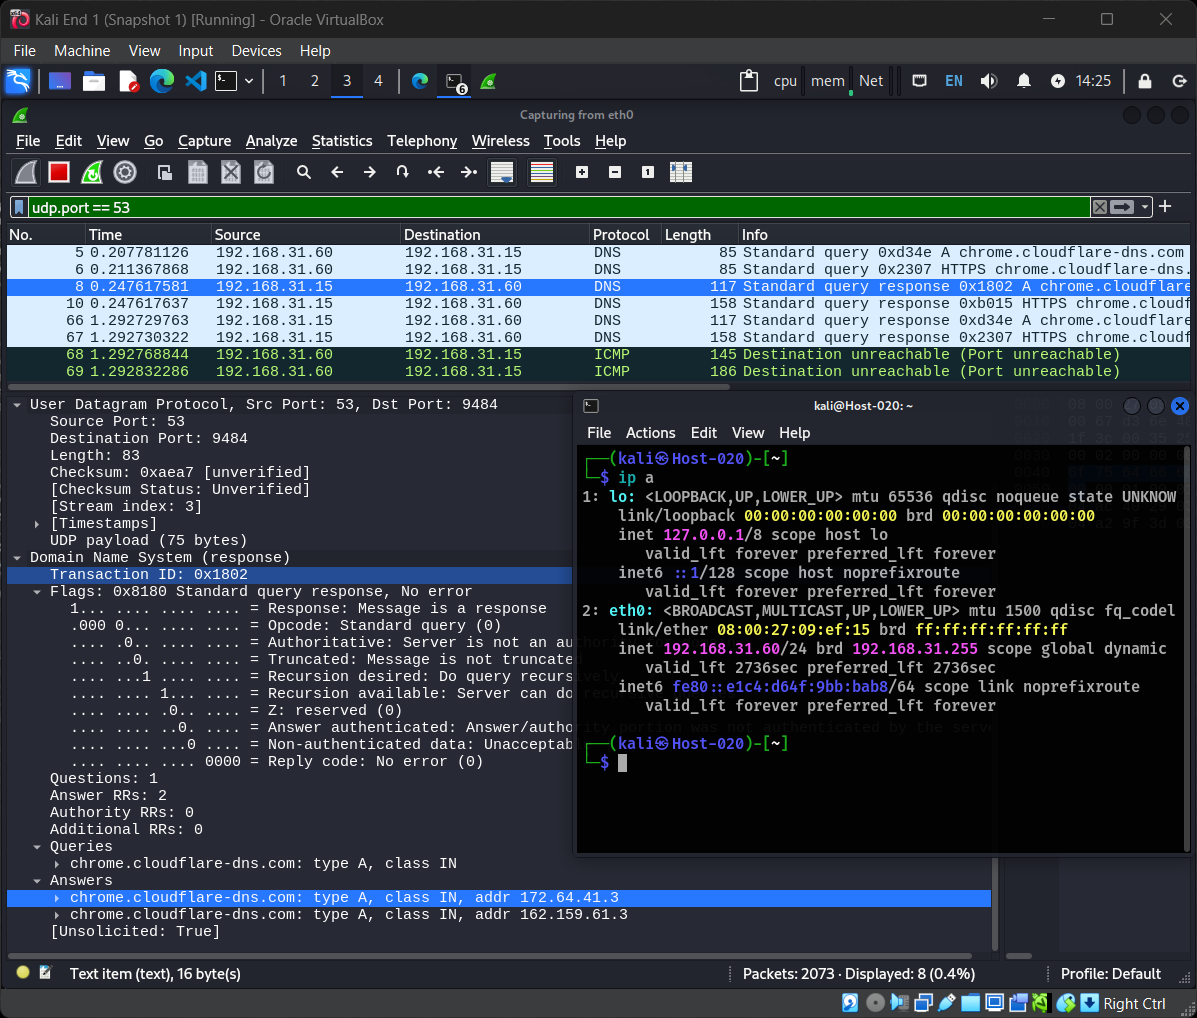 Kali End 1 (Snapshot 1) [Running] - Oracle VirtualBox
File Machine View Input Devices Help
1 2 3 4 6 cpu mem Net EN 14:25
Capturing from eth0
File Edit View Go Capture Analyze Statistics Telephony Wireless Tools Help
udp.port == 53
No. Time Source Destination Protocol Length Info
5 0.207781126 192.168.31.60 192.168.31.15 DNS 85 Standard query 0xd34e A chrome.cloudflare-dns.com
6 0.211367868 192.168.31.60 192.168.31.15 DNS 85 Standard query 0x2307 HTTPS chrome.cloudflare-dns.
8 0.247617581 192.168.31.15 192.168.31.60 DNS 117 Standard query response 0x1802 A chrome.cloudflare
10 0.247617637 192.168.31.15 192.168.31.60 DNS 158 Standard query response 0xb015 HTTPS chrome.cloudf
66 1.292729763 192.168.31.15 192.168.31.60 DNS 117 Standard query response 0xd34e A chrome.cloudflare
67 1.292730322 192.168.31.15 192.168.31.60 DNS 158 Standard query response 0x2307 HTTPS chrome.cloudf
68 1.292768844 192.168.31.60 192.168.31.15 ICMP 145 Destination unreachable (Port unreachable)
69 1.292832286 192.168.31.60 192.168.31.15 ICMP 186 Destination unreachable (Port unreachable)
User Datagram Protocol, Src Port: 53, Dst Port: 9484
Source Port: 53
Destination Port: 9484
Length: 83
Checksum: 0xaea7 [unverified]
[Checksum Status: Unverified]
[Stream index: 3]
[Timestamps]
UDP payload (75 bytes)
Domain Name System (response)
Transaction ID: 0x1802
Flags: 0x8180 Standard query response, No error
1... .... .... .... = Response: Message is a response
.000 0... .... .... = Opcode: Standard query (0)
.... .0.. .... .... = Authoritative: Server is not an
.... ..0. .... .... = Truncated: Message is not truncated
.... ...1 .... .... = Recursion desired: Do query recursively
.... .... 1... .... = Recursion available: Server can do
.... .... .0.. .... = Z: reserved (0)
.... .... ..0. .... = Answer authenticated: Answer/authority portion was not authenticated by the serve
.... .... ...0 .... = Non-authenticated data: Unacceptab
.... .... .... 0000 = Reply code: No error (0)
Questions: 1
Answer RRs: 2
Authority RRs: 0
Additional RRs: 0
Queries
chrome.cloudflare-dns.com: type A, class IN
Answers
chrome.cloudflare-dns.com: type A, class IN, addr 172.64.41.3
chrome.cloudflare-dns.com: type A, class IN, addr 162.159.61.3
[Unsolicited: True]
kali@Host-020: ~
File Actions Edit View Help
┌──(kali㉿Host-020)-[~]
└─$ ip a
1: lo: <LOOPBACK,UP,LOWER_UP> mtu 65536 qdisc noqueue state UNKNOW
link/loopback 00:00:00:00:00:00 brd 00:00:00:00:00:00
inet 127.0.0.1/8 scope host lo
valid_lft forever preferred_lft forever
inet6 ::1/128 scope host noprefixroute
valid_lft forever preferred_lft forever
2: eth0: <BROADCAST,MULTICAST,UP,LOWER_UP> mtu 1500 qdisc fq_codel
link/ether 08:00:27:09:ef:15 brd ff:ff:ff:ff:ff:ff
inet 192.168.31.60/24 brd 192.168.31.255 scope global dynamic
valid_lft 2736sec preferred_lft 2736sec
inet6 fe80::e1c4:d64f:9bb:bab8/64 scope link noprefixroute
valid_lft forever preferred_lft forever
┌──(kali㉿Host-020)-[~]
└─$
Text item (text), 16 byte(s) Packets: 2073 · Displayed: 8 (0.4%) Profile: Default
Right Ctrl